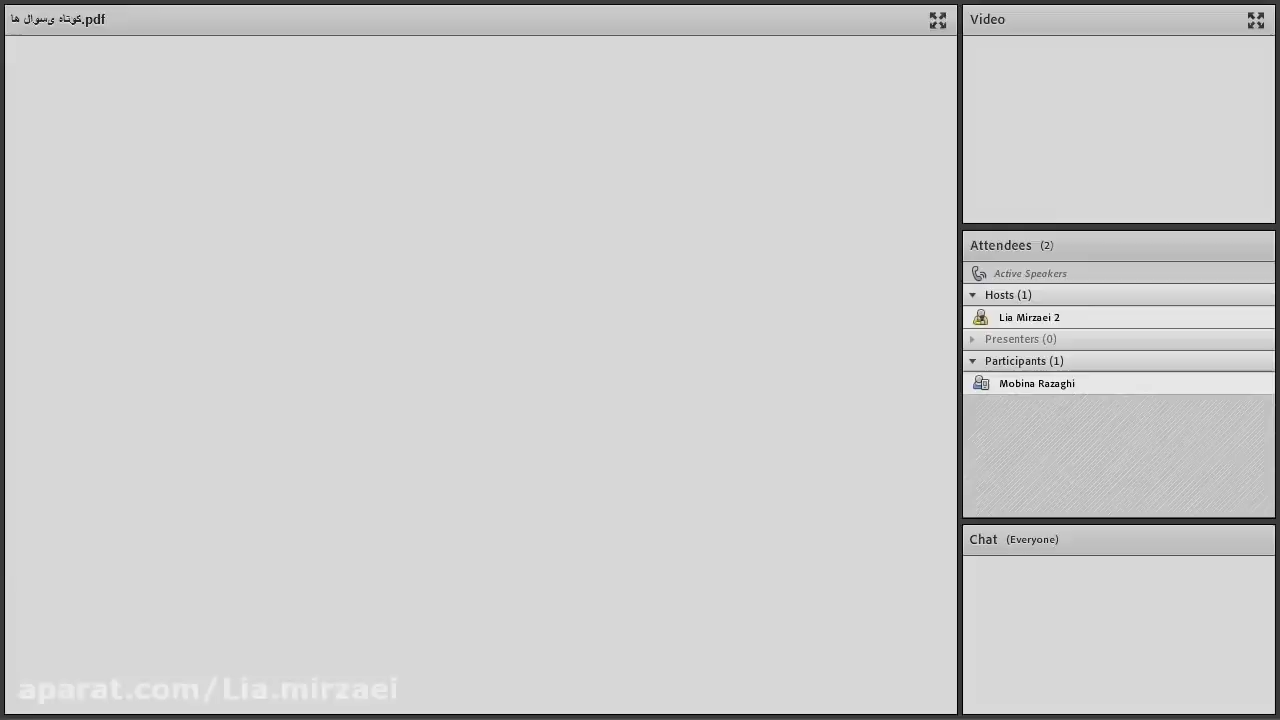 کوتاه یسوال ها.pdf
Video
Attendees (2)
Active Speakers
Hosts (1)
Lia Mirzaei 2
Presenters (0)
Participants (1)
Mobina Razaghi
Chat (Everyone)
aparat.com/Lia.mirzaei